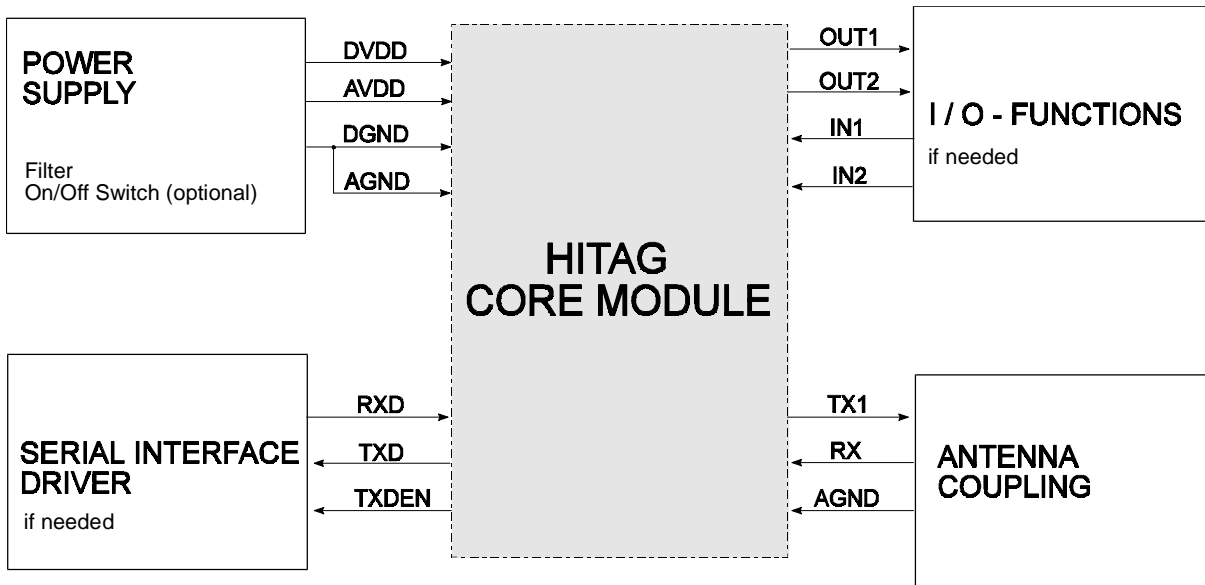 POWER
SUPPLY
Filter
On/Off Switch (optional)
DVDD
AVDD
DGND
AGND
HITAG
CORE MODULE
OUT1
OUT2
IN1
IN2
I / O - FUNCTIONS
if needed
SERIAL INTERFACE
DRIVER
if needed
RXD
TXD
TXDEN
TX1
RX
AGND
ANTENNA
COUPLING